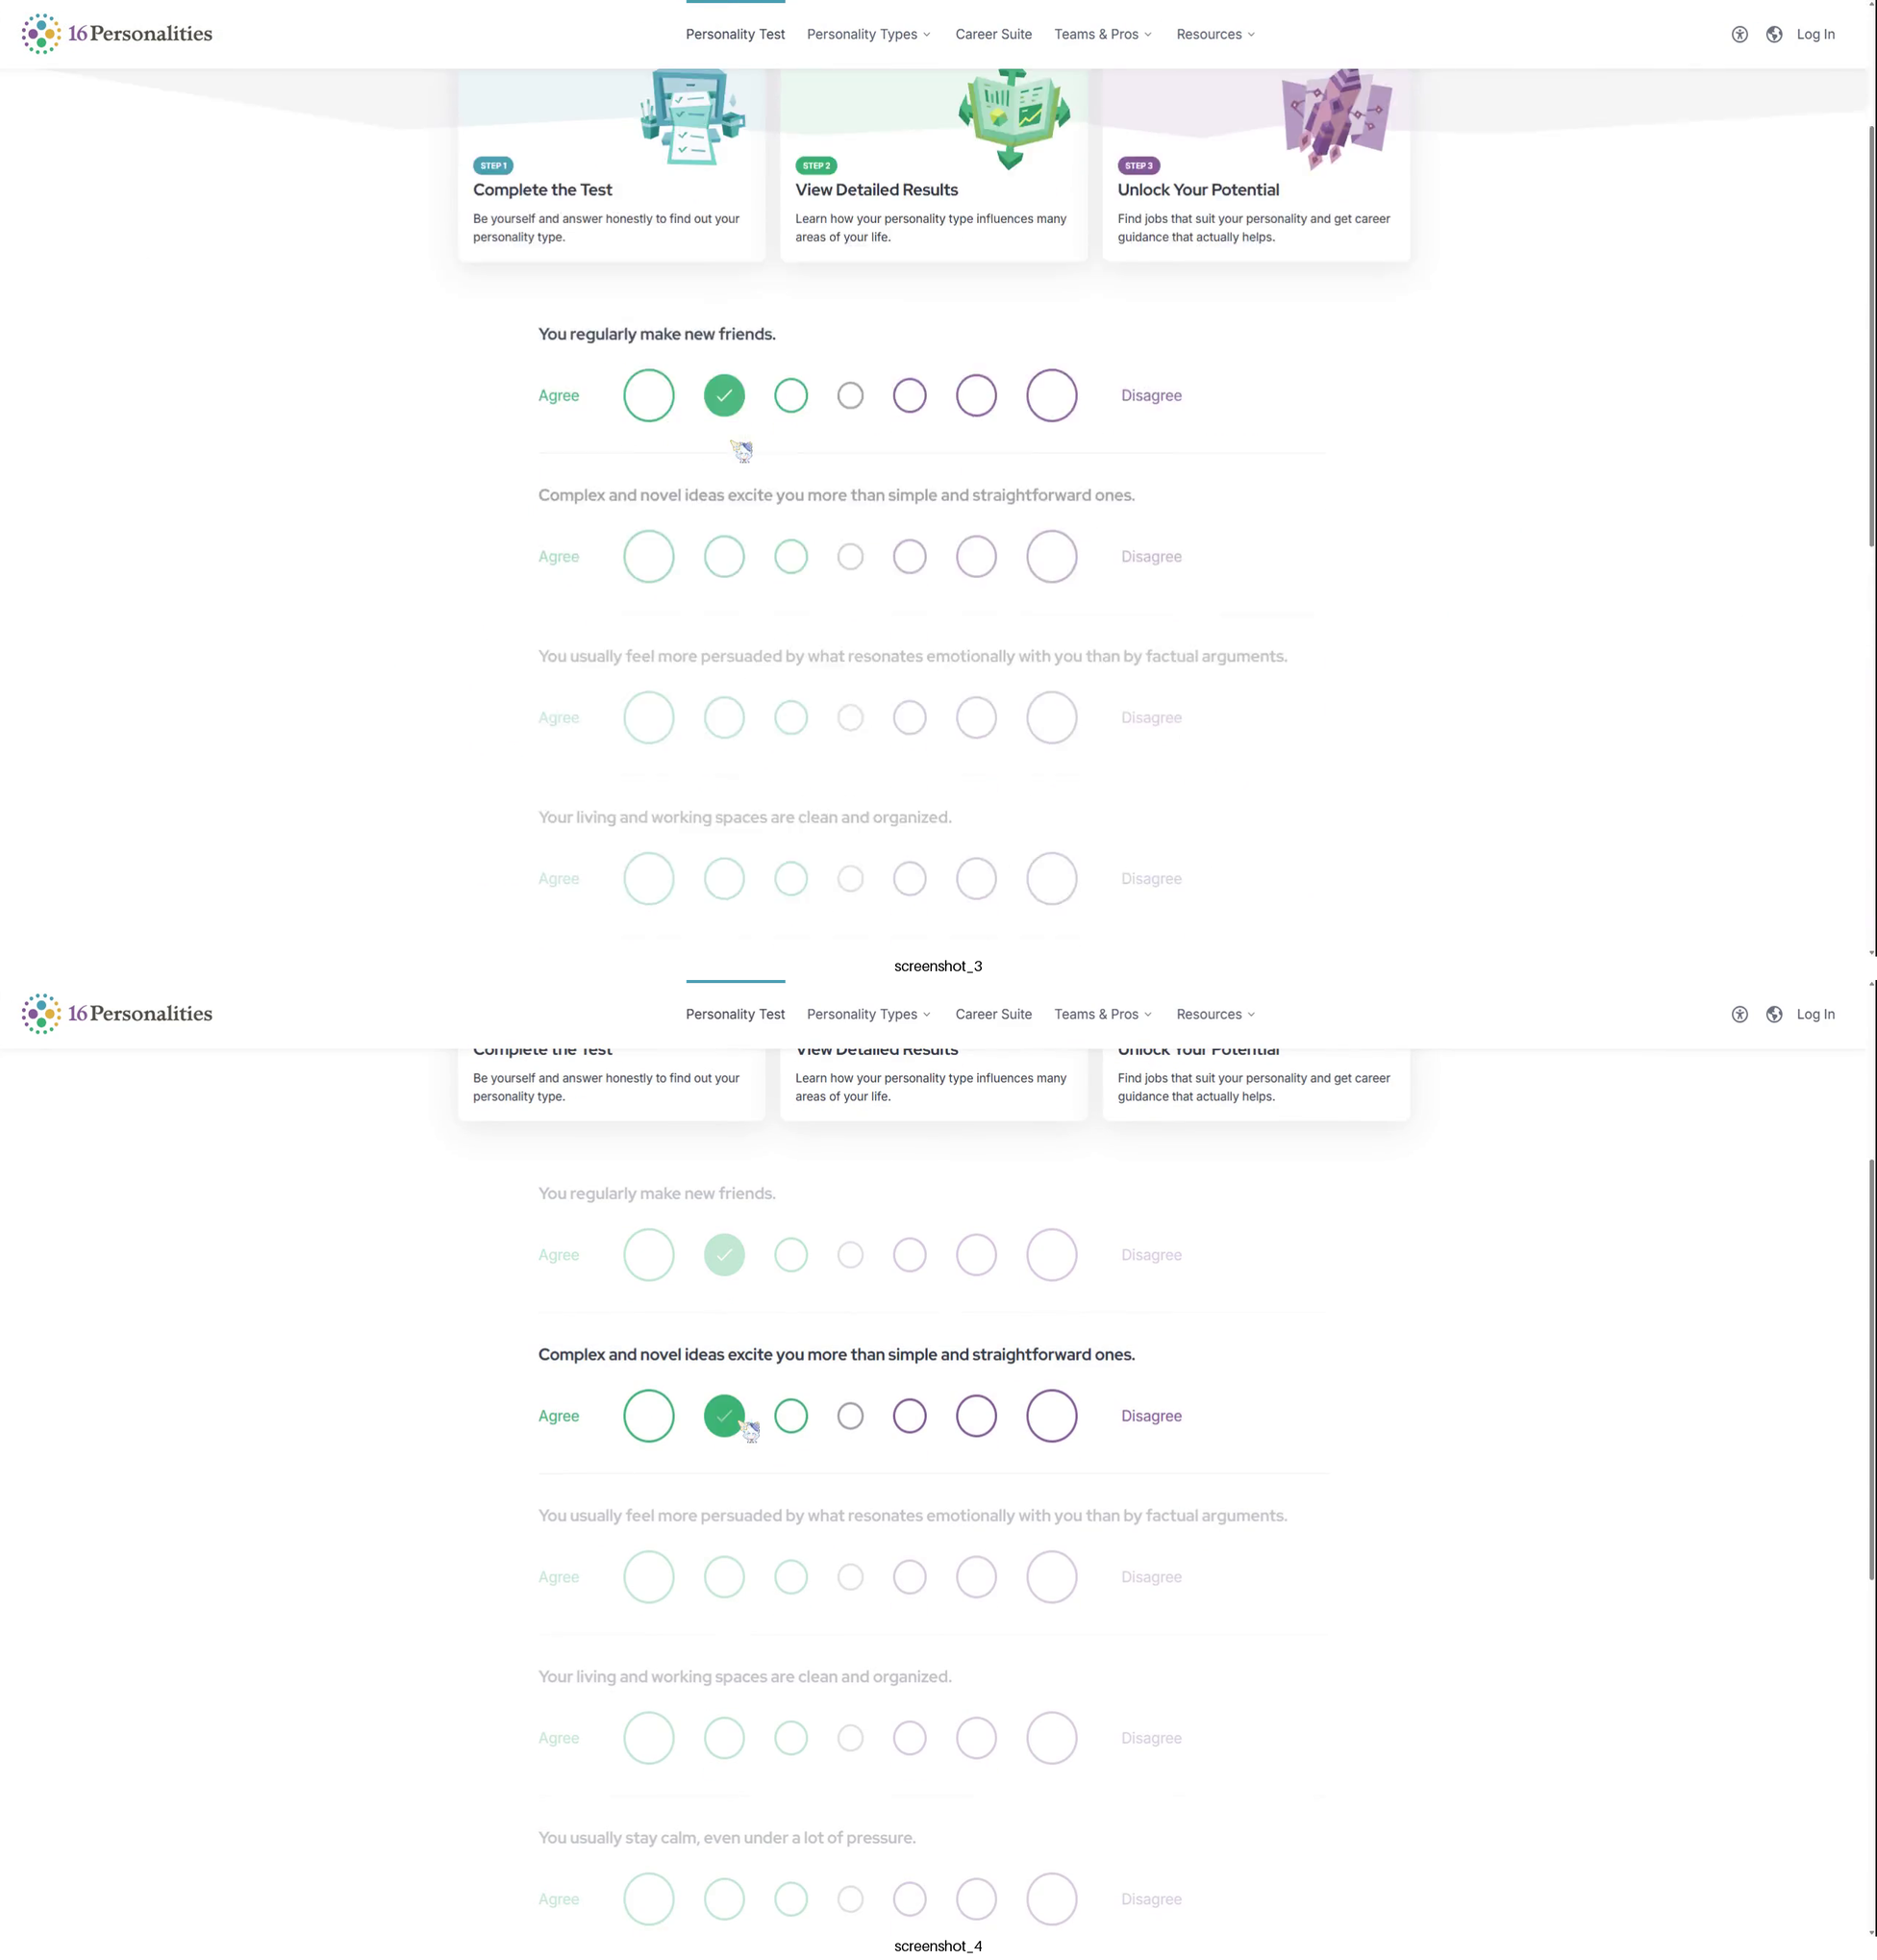 16Personalities
Personality Test Personality Types Career Suite Teams & Pros Resources Log In
STEP 1 STEP 2 STEP 3
Complete the Test View Detailed Results Unlock Your Potential
Be yourself and answer honestly to find out your Learn how your personality type influences many Find jobs that suit your personality and get career
personality type. areas of your life. guidance that actually helps.
You regularly make new friends.
Agree Disagree
Complex and novel ideas excite you more than simple and straightforward ones.
Agree Disagree
You usually feel more persuaded by what resonates emotionally with you than by factual arguments.
Agree Disagree
Your living and working spaces are clean and organized.
Agree Disagree
screenshot_3
16Personalities
Personality Test Personality Types Career Suite Teams & Pros Resources Log In
Complete the Test View Detailed Results Unlock Your Potential
Be yourself and answer honestly to find out your Learn how your personality type influences many Find jobs that suit your personality and get career
personality type. areas of your life. guidance that actually helps.
You regularly make new friends.
Agree Disagree
Complex and novel ideas excite you more than simple and straightforward ones.
Agree Disagree
You usually feel more persuaded by what resonates emotionally with you than by factual arguments.
Agree Disagree
Your living and working spaces are clean and organized.
Agree Disagree
You usually stay calm, even under a lot of pressure.
Agree Disagree
screenshot_4